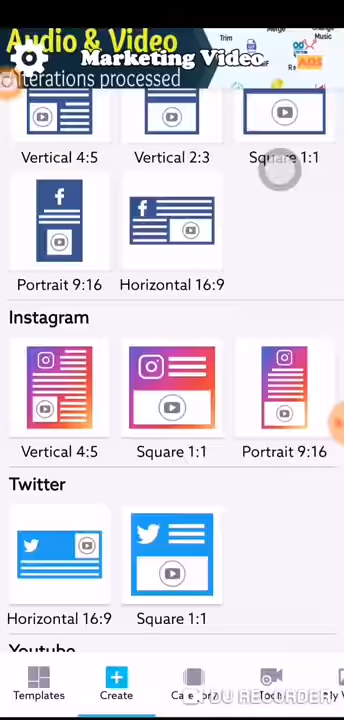 Audio & Video
Marketing Video
Iterations processed
Trim
ADS
Vertical 4:5
Vertical 2:3
Square 1:1
Portrait 9:16
Horizontal 16:9
Instagram
Vertical 4:5
Square 1:1
Portrait 9:16
Twitter
Horizontal 16:9
Square 1:1
Youtube
Templates
Create
DU RECORDER